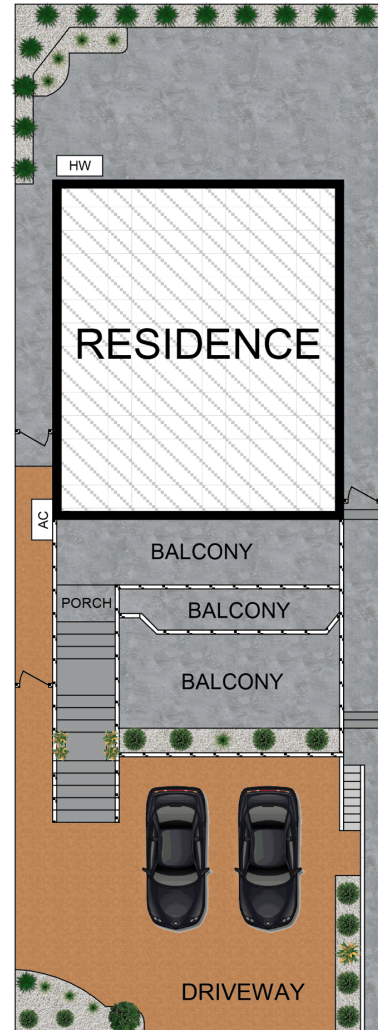 HW
RESIDENCE
AC
BALCONY
PORCH
BALCONY
BALCONY
DRIVEWAY